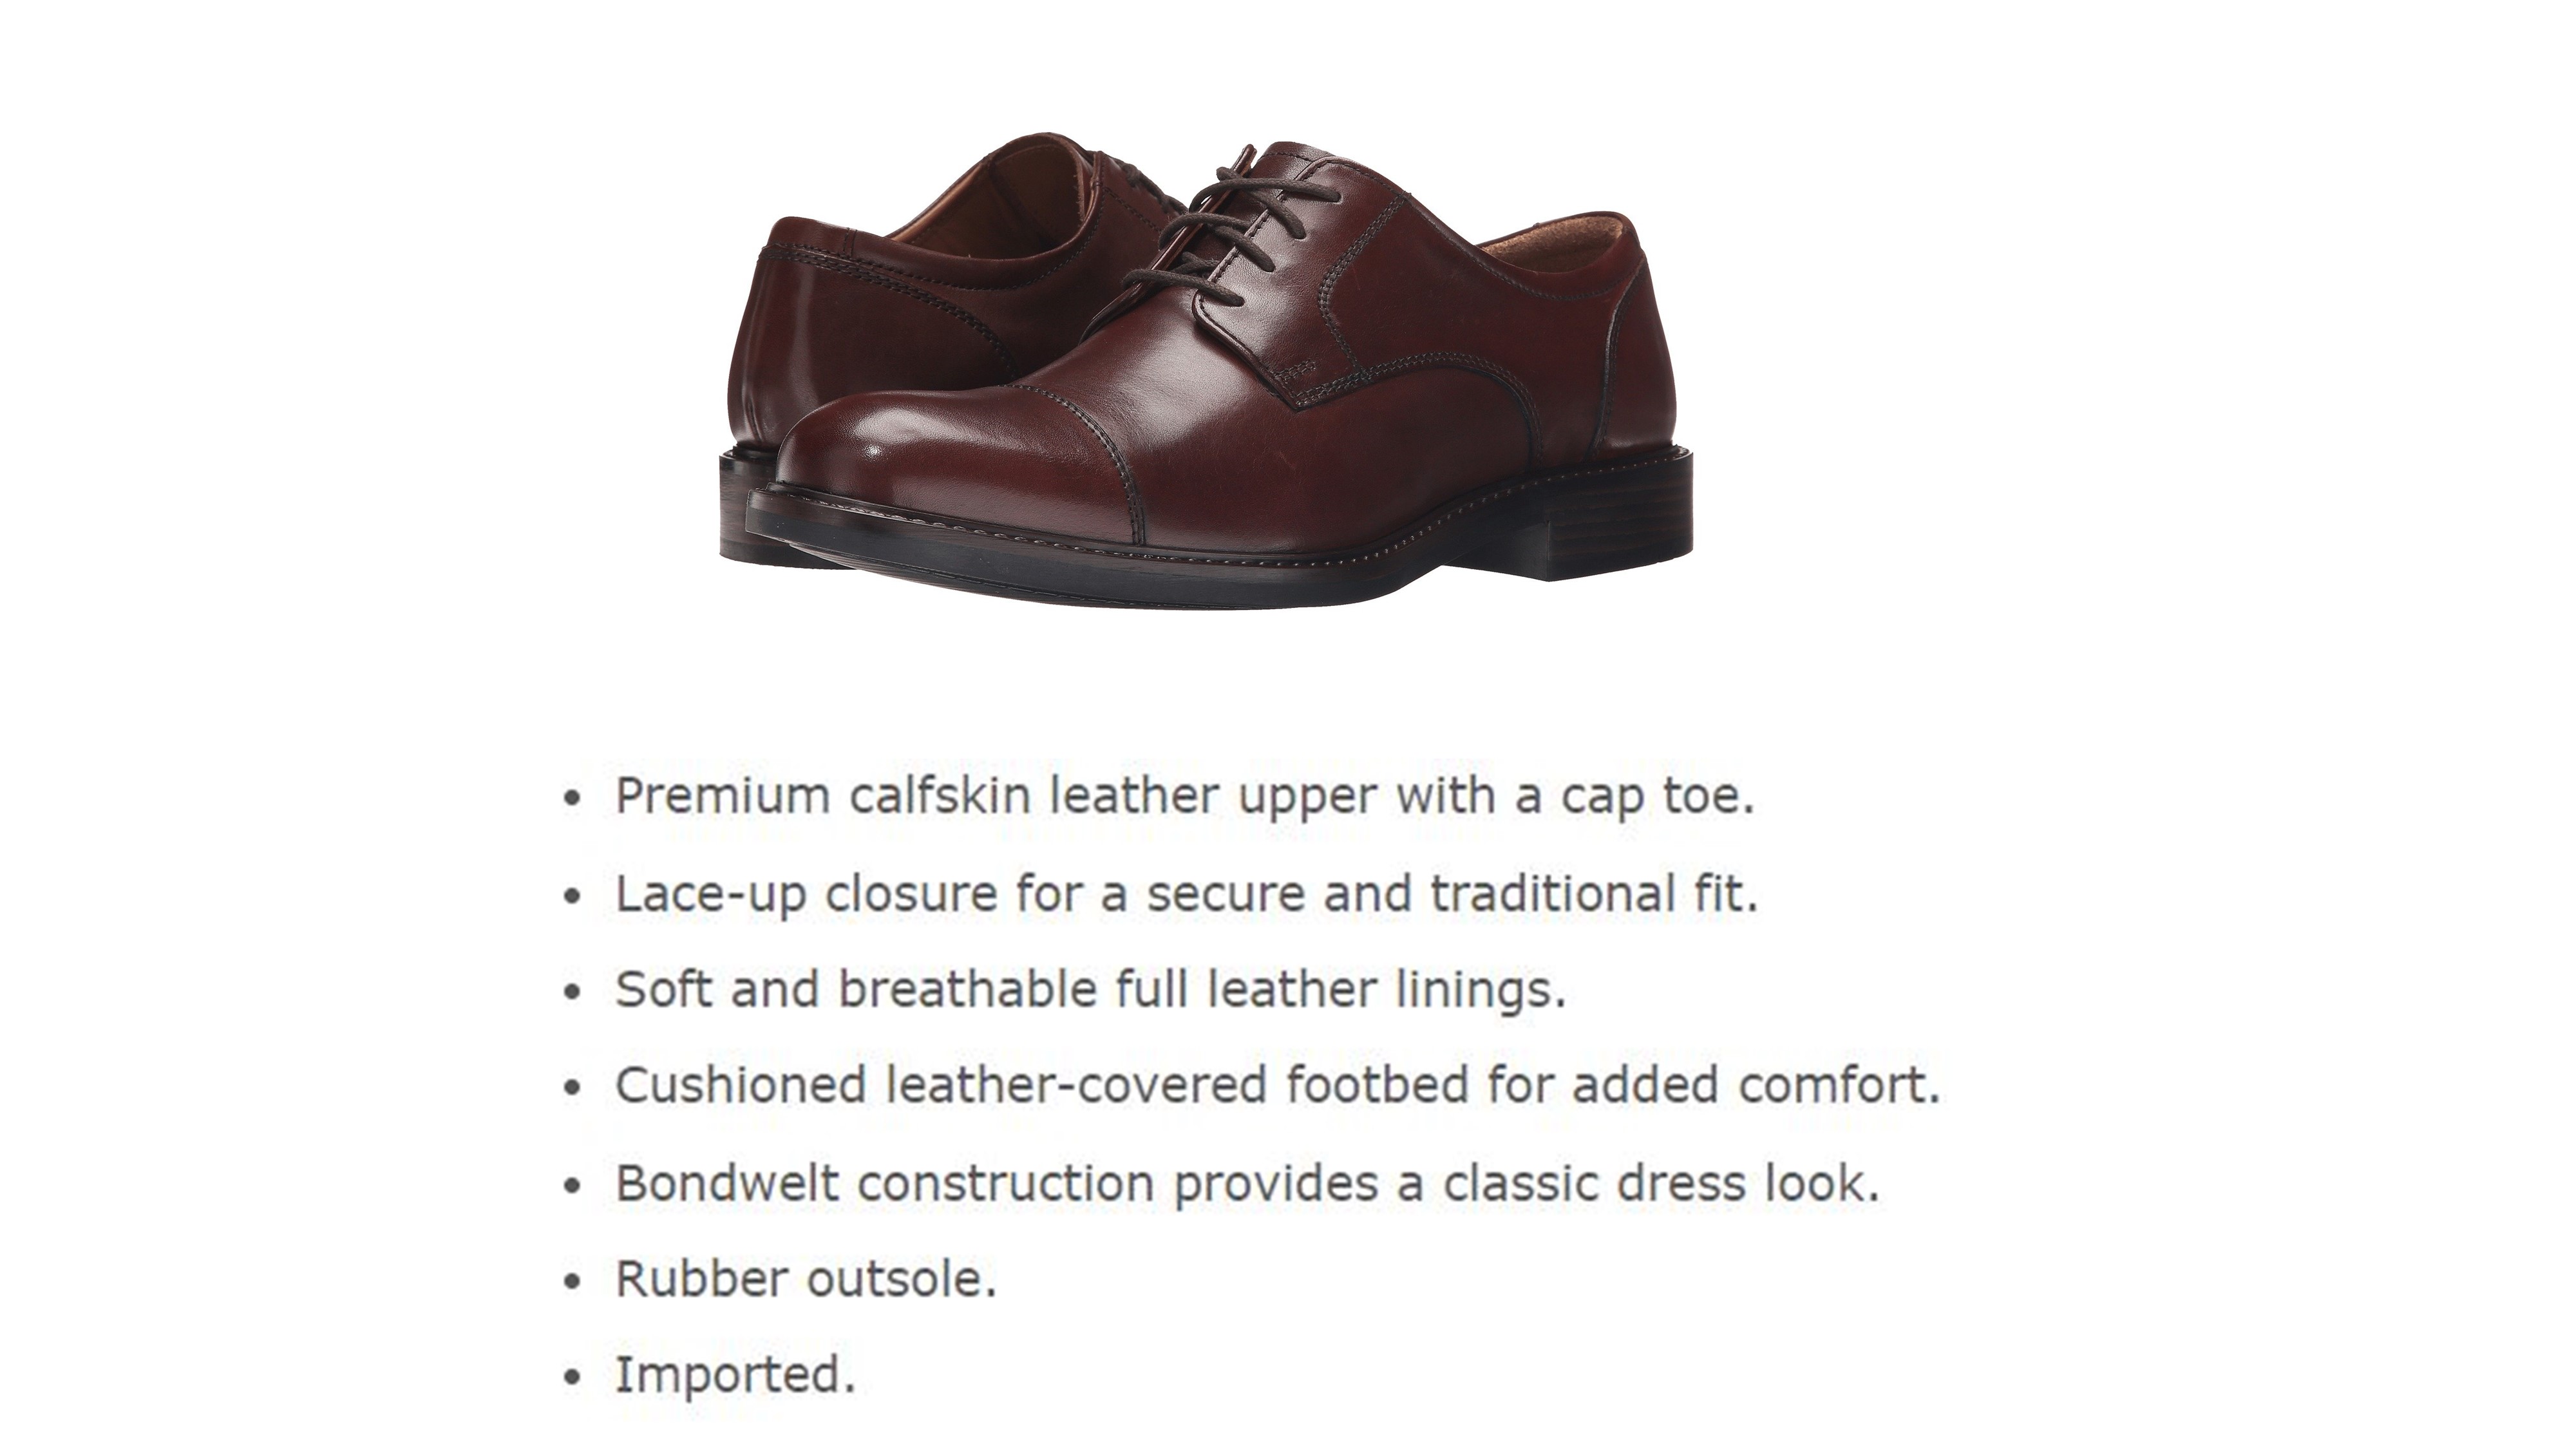 • Premium calfskin leather upper with a cap toe.
• Lace-up closure for a secure and traditional fit.
• Soft and breathable full leather linings.
• Cushioned leather-covered footbed for added comfort.
• Bondwelt construction provides a classic dress look.
• Rubber outsole.
• Imported.